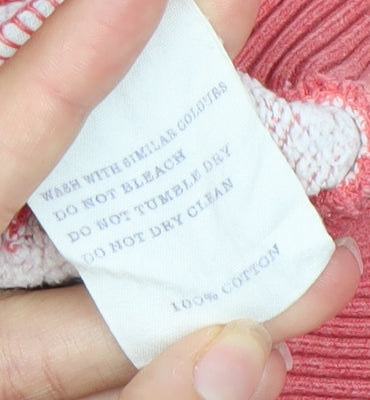 WASH WITH SIMILAR COLOURS
DO NOT BLEACH
DO NOT TUMBLE DRY
DO NOT DRY CLEAN
100% COTTON